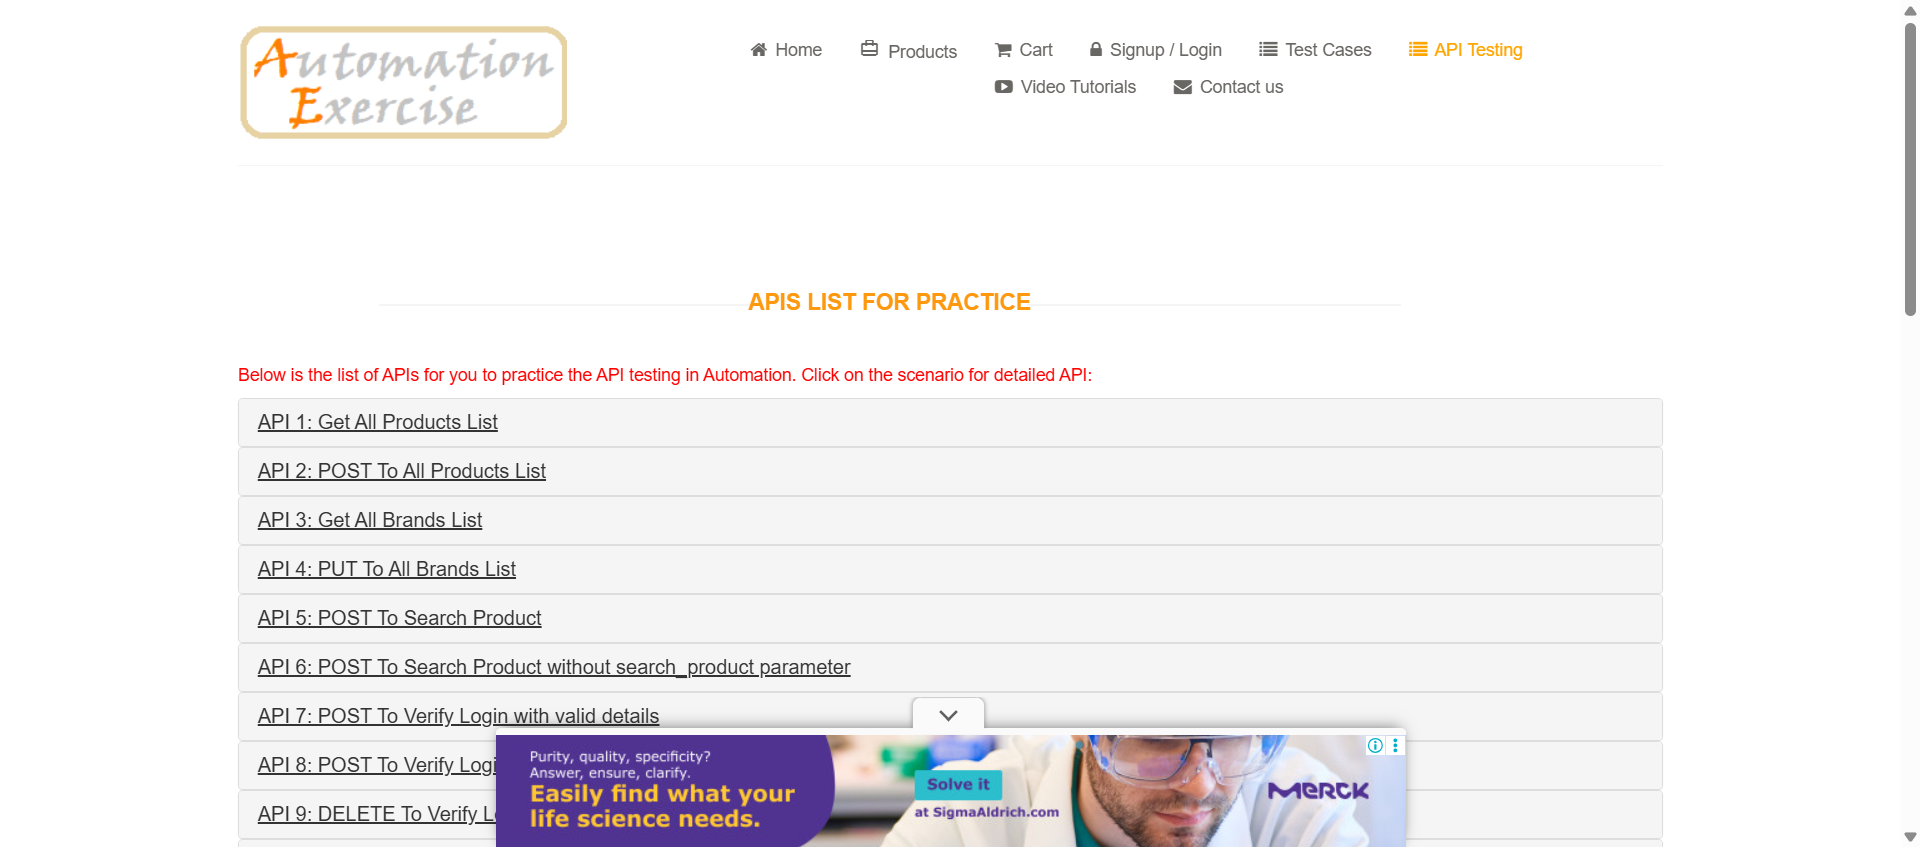 Automation
Exercise
Home
Products
Cart
Signup / Login
Test Cases
API Testing
Video Tutorials
Contact us
APIS LIST FOR PRACTICE
Below is the list of APIs for you to practice the API testing in Automation. Click on the scenario for detailed API:
API 1: Get All Products List
API 2: POST To All Products List
API 3: Get All Brands List
API 4: PUT To All Brands List
API 5: POST To Search Product
API 6: POST To Search Product without search_product parameter
API 7: POST To Verify Login with valid details
API 8: POST To Verify
API 9: DELETE To Verify
Purity, quality, specificity?
Answer, ensure, clarify.
Easily find what your
life science needs.
Solve it
at SigmaAldrich.com
MERCK